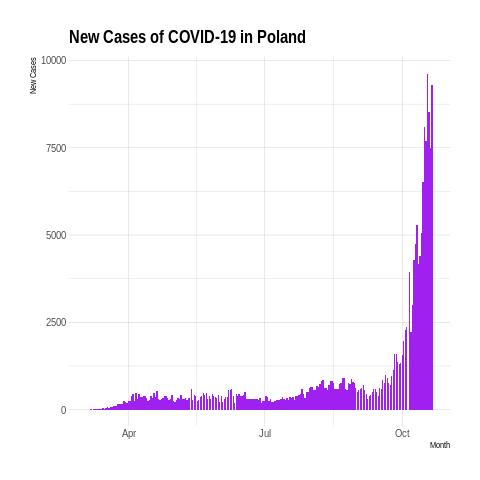 New Cases of COVID-19 in Poland
New Cases
10000
7500
5000
2500
0
Apr
Jul
Oct
Month